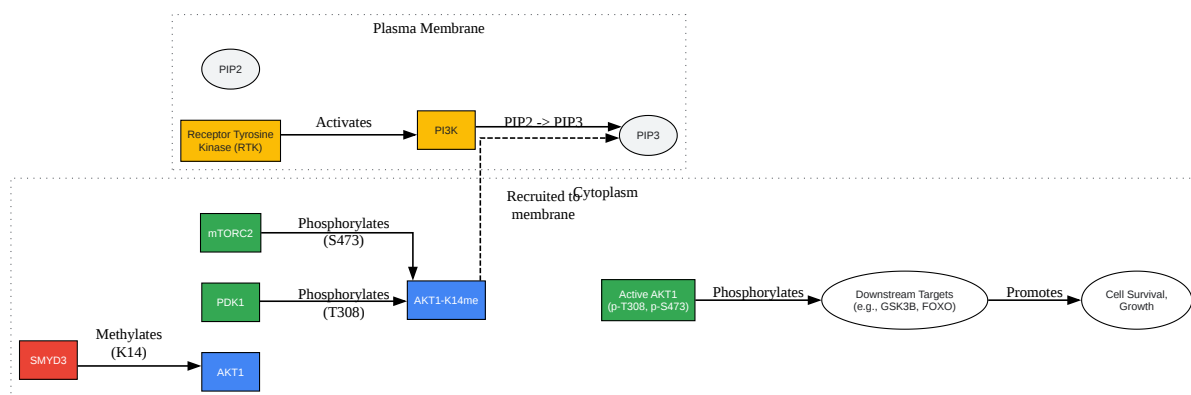 Plasma Membrane
PIP2
Receptor Tyrosine
Kinase (RTK)
Activates
PI3K
PIP2 -> PIP3
PIP3
Recruited to
membrane
Cytoplasm
mTORC2
Phosphorylates
(S473)
PDK1
Phosphorylates
(T308)
AKT1-K14me
SMYD3
Methylates
(K14)
AKT1
Active AKT1
(p-T308, p-S473)
Phosphorylates
Downstream Targets
(e.g., GSK3B, FOXO)
Promotes
Cell Survival,
Growth